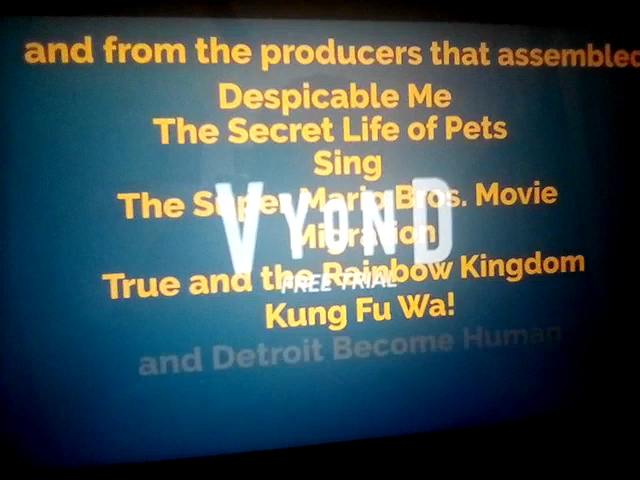 and from the producers that assembled
Despicable Me
The Secret Life of Pets
Sing
The Super Mario Bros. Movie
Migration
VYOND
FREE TRIAL
True and the Rainbow Kingdom
Kung Fu Wa!
and Detroit Become Human